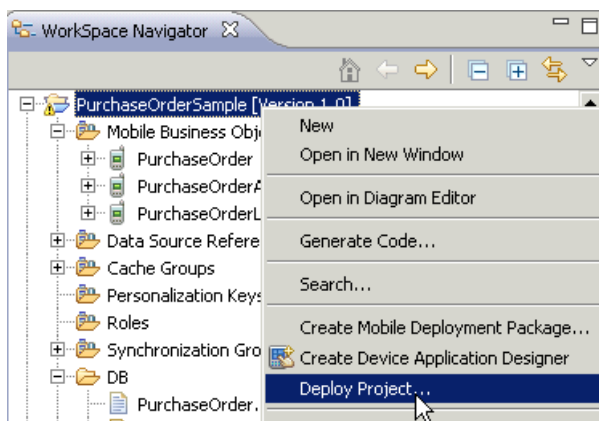 WorkSpace Navigator
PurchaseOrderSample [Version 1.0]
Mobile Business Obj
PurchaseOrder
PurchaseOrderA
PurchaseOrderL
Data Source Refere
Cache Groups
Personalization Keys
Roles
Synchronization Gro
DB
PurchaseOrder.
New
Open in New Window
Open in Diagram Editor
Generate Code...
Search...
Create Mobile Deployment Package...
Create Device Application Designer
Deploy Project...